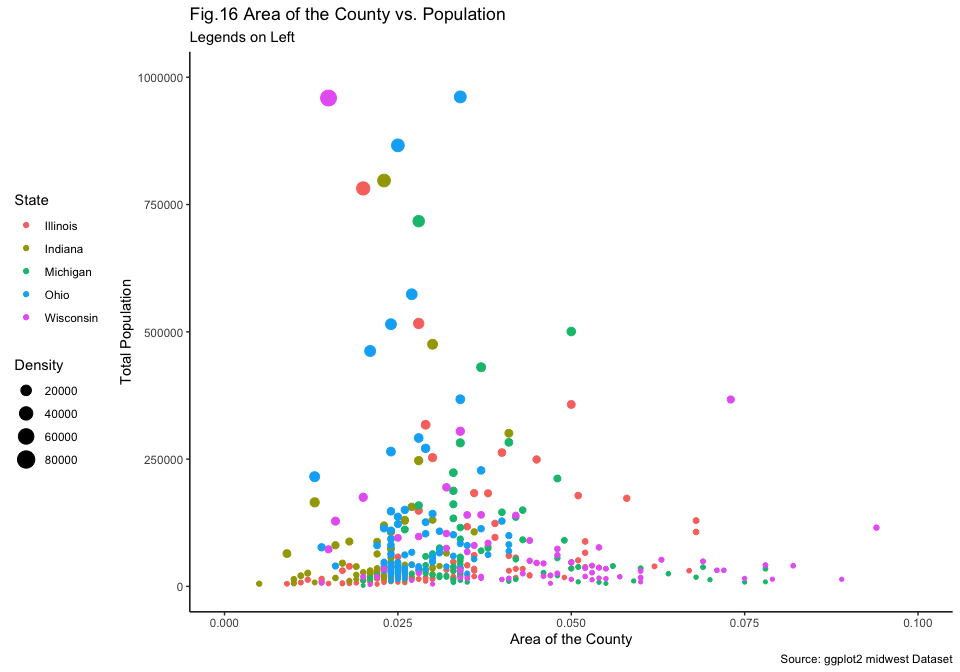 Fig.16 Area of the County vs. Population
Legends on Left
State
Illinois
Indiana
Michigan
Ohio
Wisconsin
Density
20000
40000
60000
80000
Total Population
1000000
750000
500000
250000
0
0.000
0.025
0.050
0.075
0.100
Area of the County
Source: ggplot2 midwest Dataset